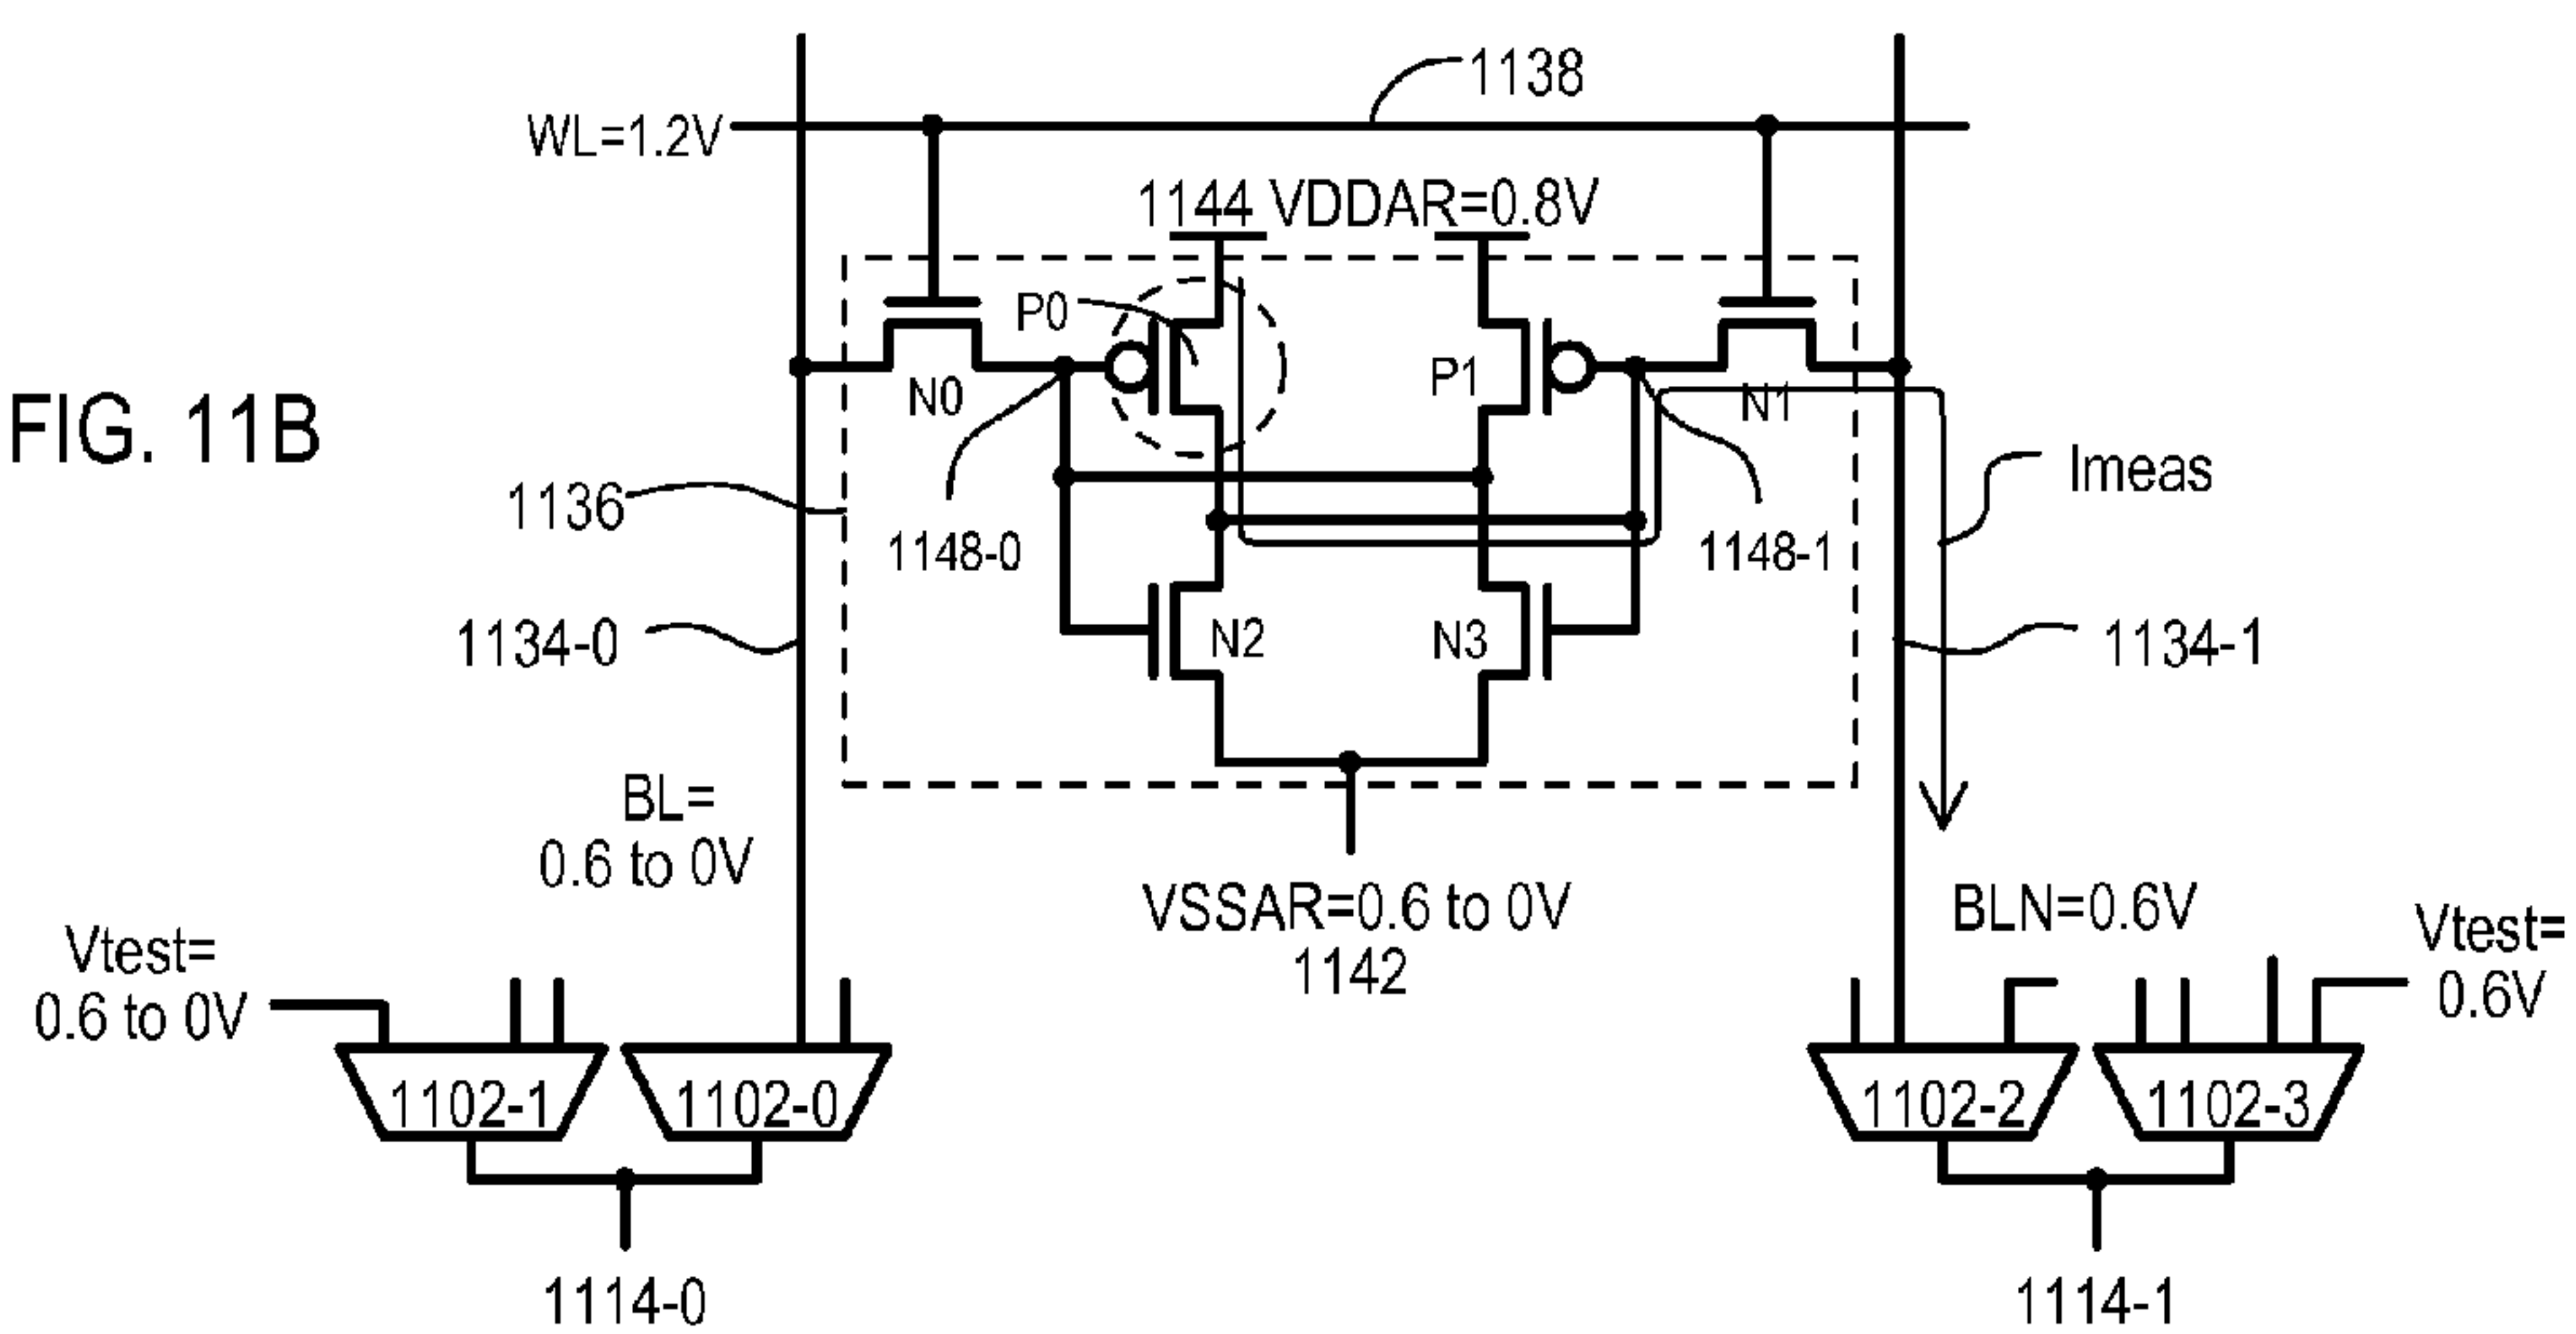 1138
WL=1.2V
1144 VDDAR=0.8V
P0
P1
N0
N1
FIG. 11B
Imeas
1136
1148-0
1148-1
N2
N3
1134-0
1134-1
BL=
0.6 to 0V
VSSAR=0.6 to 0V
1142
BLN=0.6V
Vtest=
0.6 to 0V
Vtest=
0.6V
1102-1
1102-0
1102-2
1102-3
1114-0
1114-1